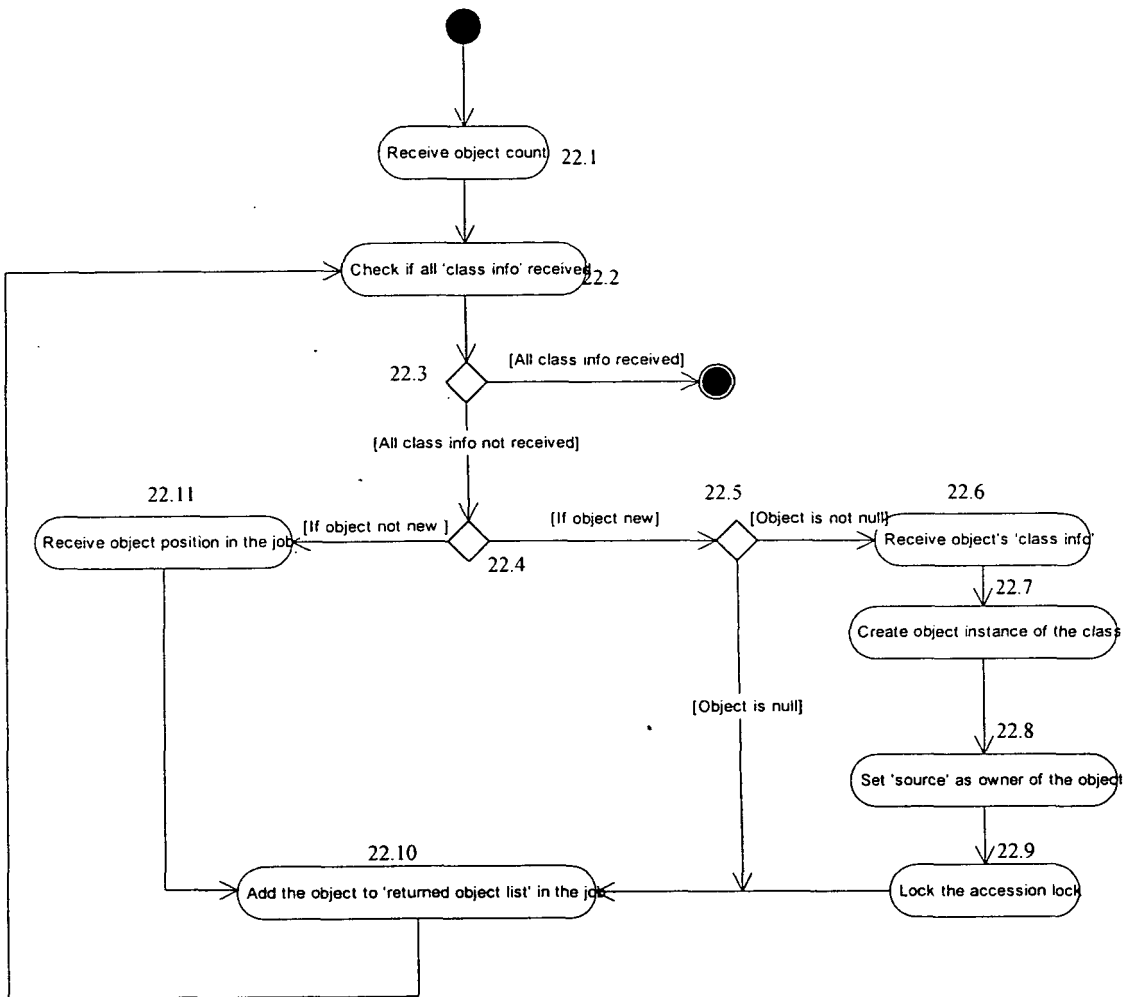 Receive object count
22.1
Check if all 'class info' received
22.2
22.3
[All class info received]
[All class info not received]
22.11
22.5
22.6
[If object not new ]
[If object new]
[Object is not null]
Receive object position in the job
22.4
Receive object's 'class info'
22.7
Create object instance of the class
[Object is null]
22.8
Set 'source' as owner of the object
22.10
22.9
Add the object to 'returned object list' in the job
Lock the accession lock